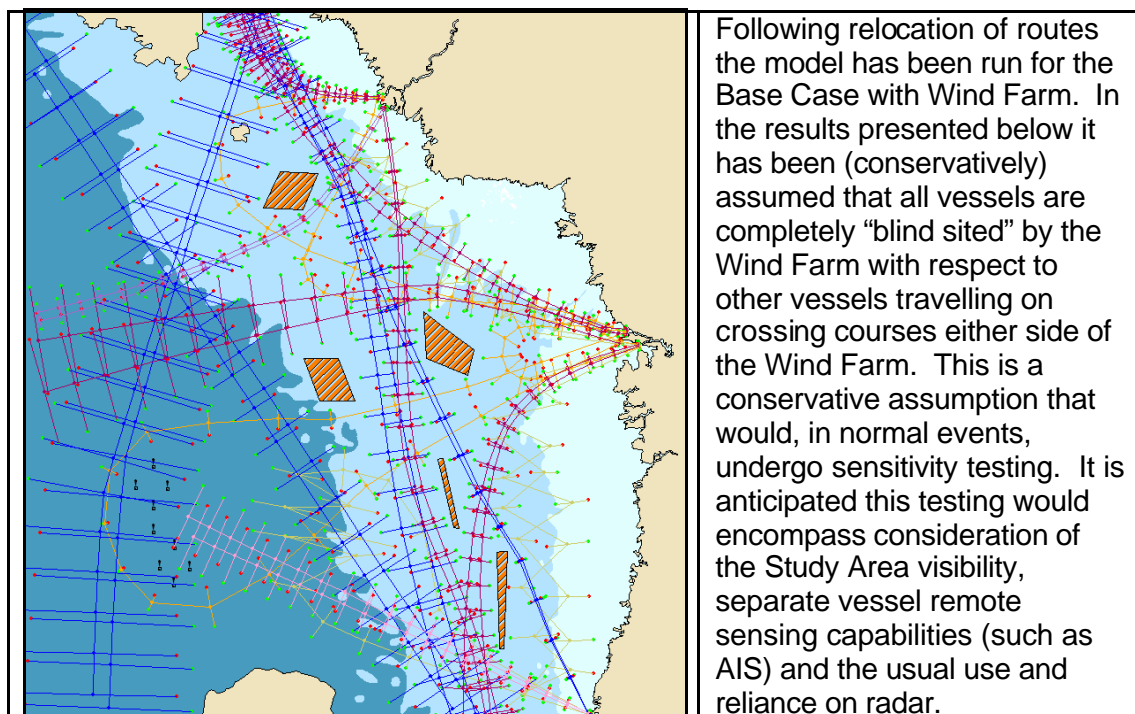 Following relocation of routes
the model has been run for the
Base Case with Wind Farm. In
the results presented below it
has been (conservatively)
assumed that all vessels are
completely “blind sited” by the
Wind Farm with respect to
other vessels travelling on
crossing courses either side of
the Wind Farm. This is a
conservative assumption that
would, in normal events,
undergo sensitivity testing. It is
anticipated this testing would
encompass consideration of
the Study Area visibility,
separate vessel remote
sensing capabilities (such as
AIS) and the usual use and
reliance on radar.